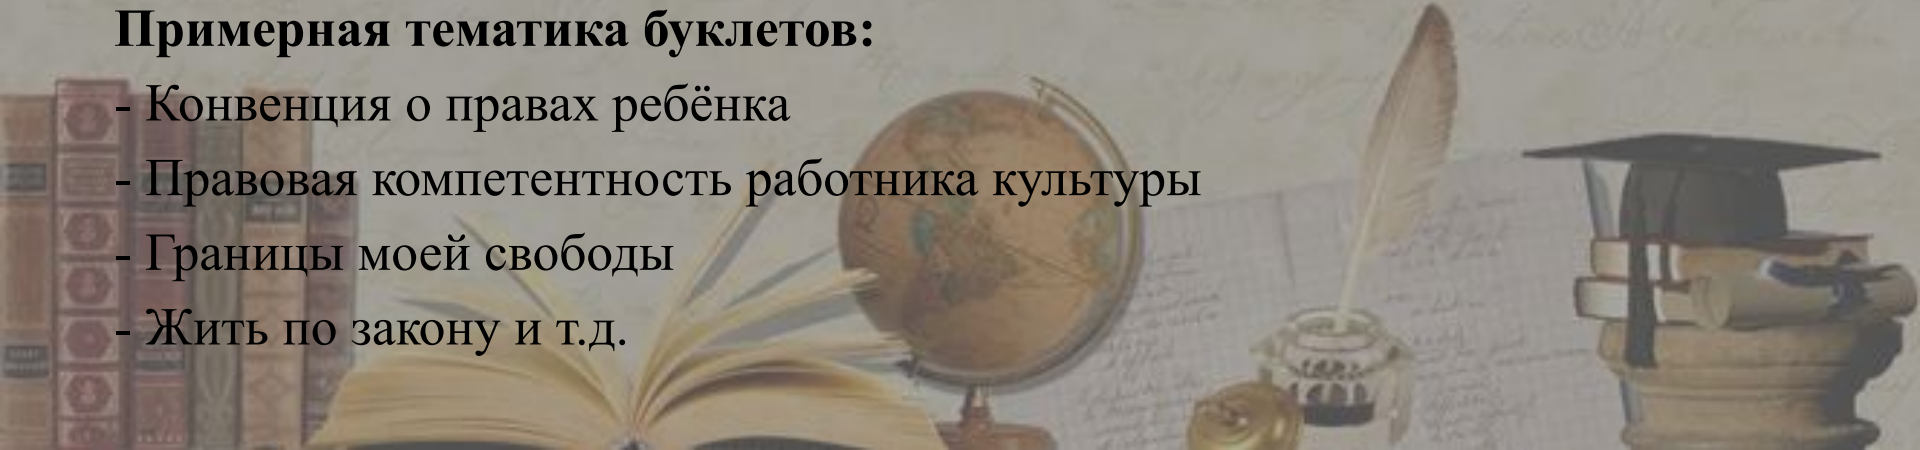 Примерная тематика буклетов:
- Конвенция о правах ребёнка
- Правовая компетентность работника культуры
- Границы моей свободы
- Жить по закону и т.д.